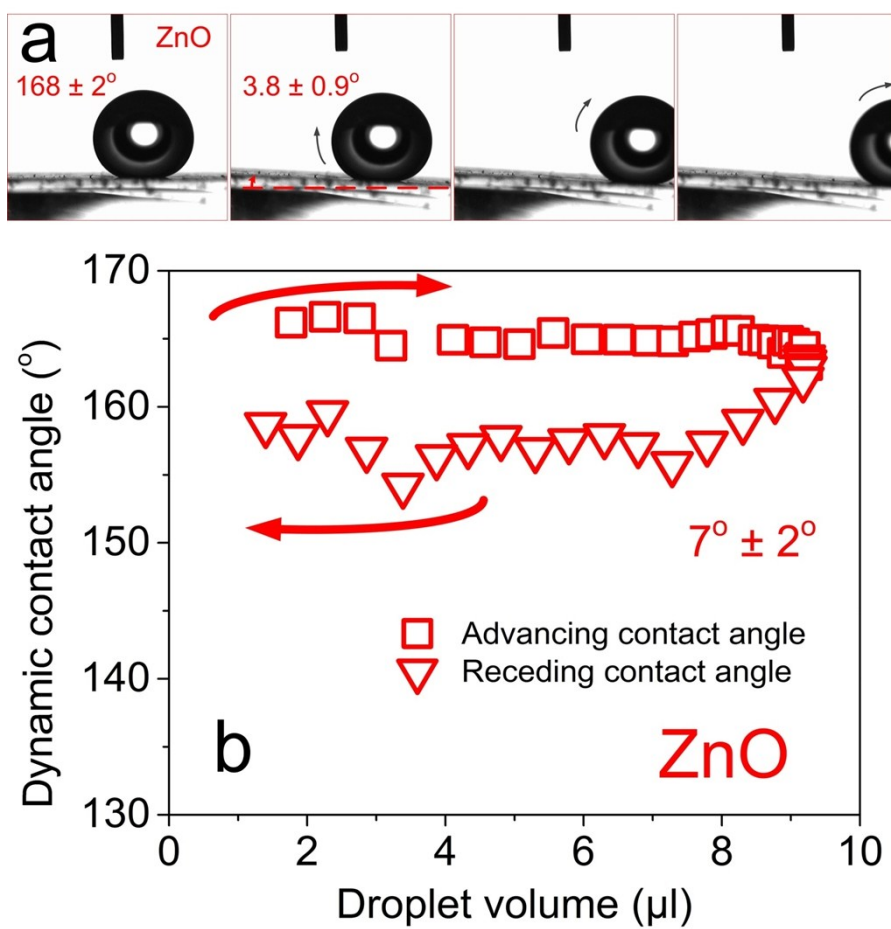 a
ZnO
168 ± 2°
3.8 ± 0.9°
170
160
150
140
130
Dynamic contact angle (°)
7° ± 2°
Advancing contact angle
Receding contact angle
b
ZnO
0
2
4
6
8
10
Droplet volume (µl)